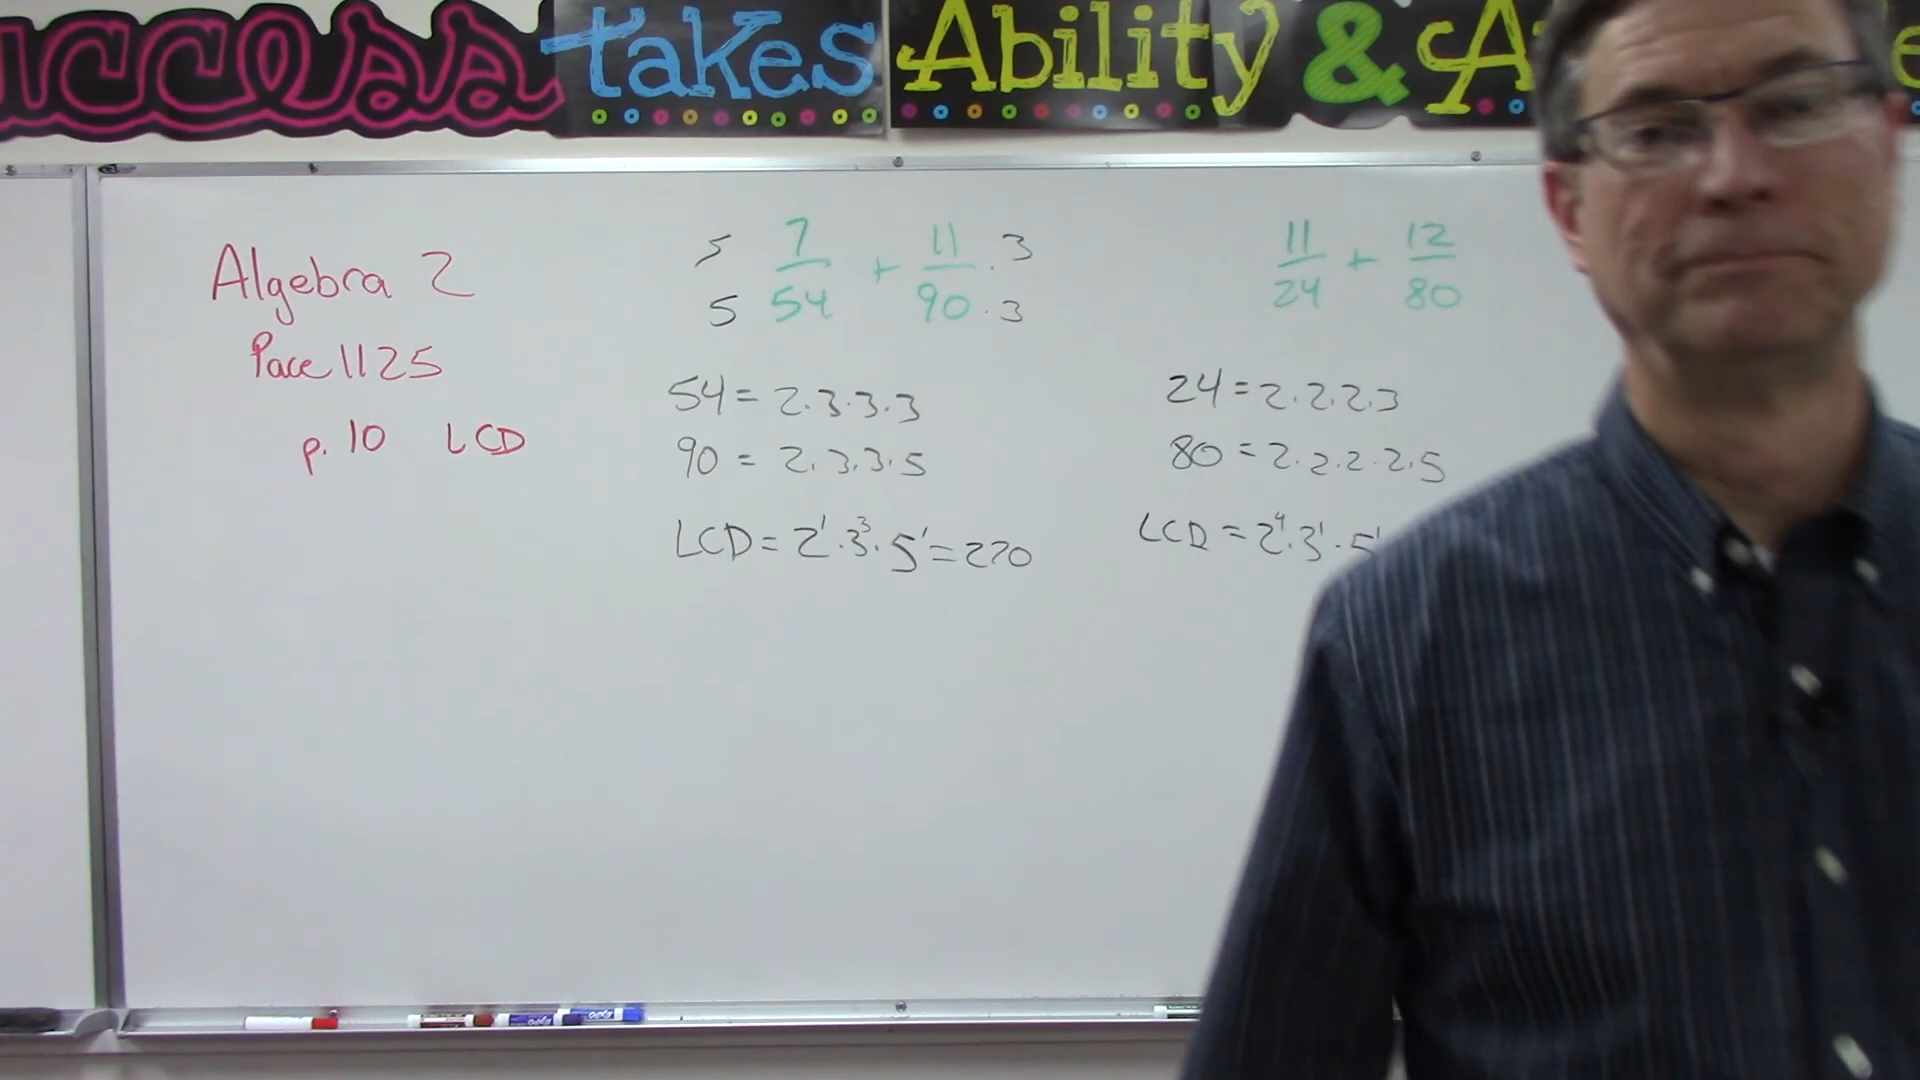 uccess takes Ability &
Algebra 2
Pace 1125
p. 10 LCD
5 7/54 + 11/90 . 3
5 . 3
54 = 2.3.3.3
90 = 2.3.3.5
LCD = 2¹.3³.5¹ = 270
11/24 + 12/80
24 = 2.2.2.3
80 = 2.2.2.2.5
LCD = 2⁴.3¹.5¹